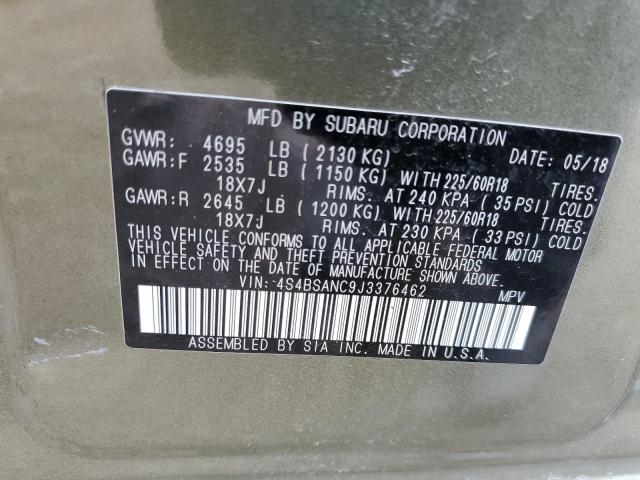 MFD BY SUBARU CORPORATION
GVWR: 4695 LB ( 2130 KG) DATE: 05/18
GAWR:F 2535 LB ( 1150 KG) WITH 225/60R18 TIRES.
18X7J RIMS. AT 240 KPA ( 35 PSI) COLD
GAWR:R 2645 LB ( 1200 KG) WITH 225/60R18 TIRES.
18X7J RIMS. AT 230 KPA ( 33 PSI) COLD
THIS VEHICLE CONFORMS TO ALL APPLICABLE FEDERAL MOTOR
VEHICLE SAFETY AND THEFT PREVENTION STANDARDS
IN EFFECT ON THE DATE OF MANUFACTURE SHOWN ABOVE.
VIN: 4S4BSANC9J3376462 MPV
ASSEMBLED BY SIA INC. MADE IN U.S.A.